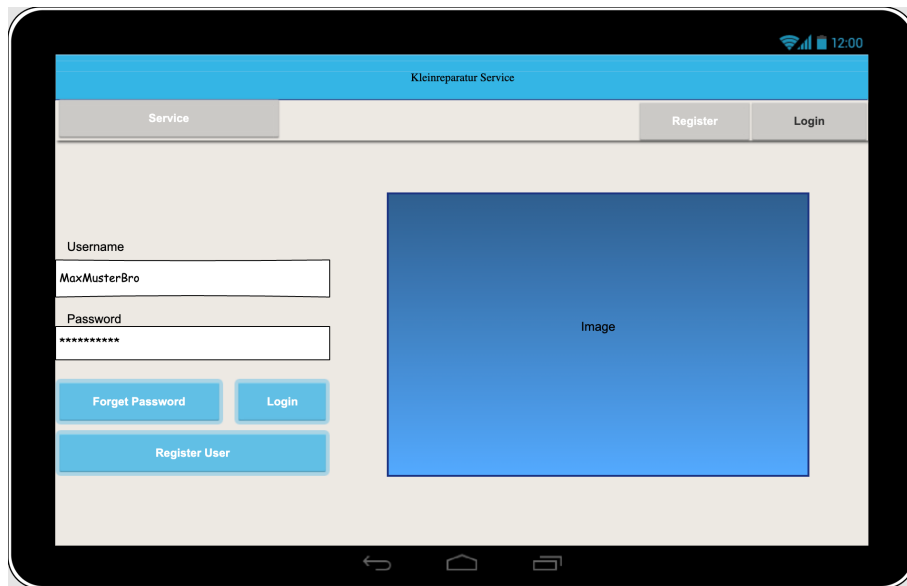 12:00
Kleinreparatur Service
Service
Register
Login
Username
MaxMusterBro
Password
**********
Image
Forget Password
Login
Register User